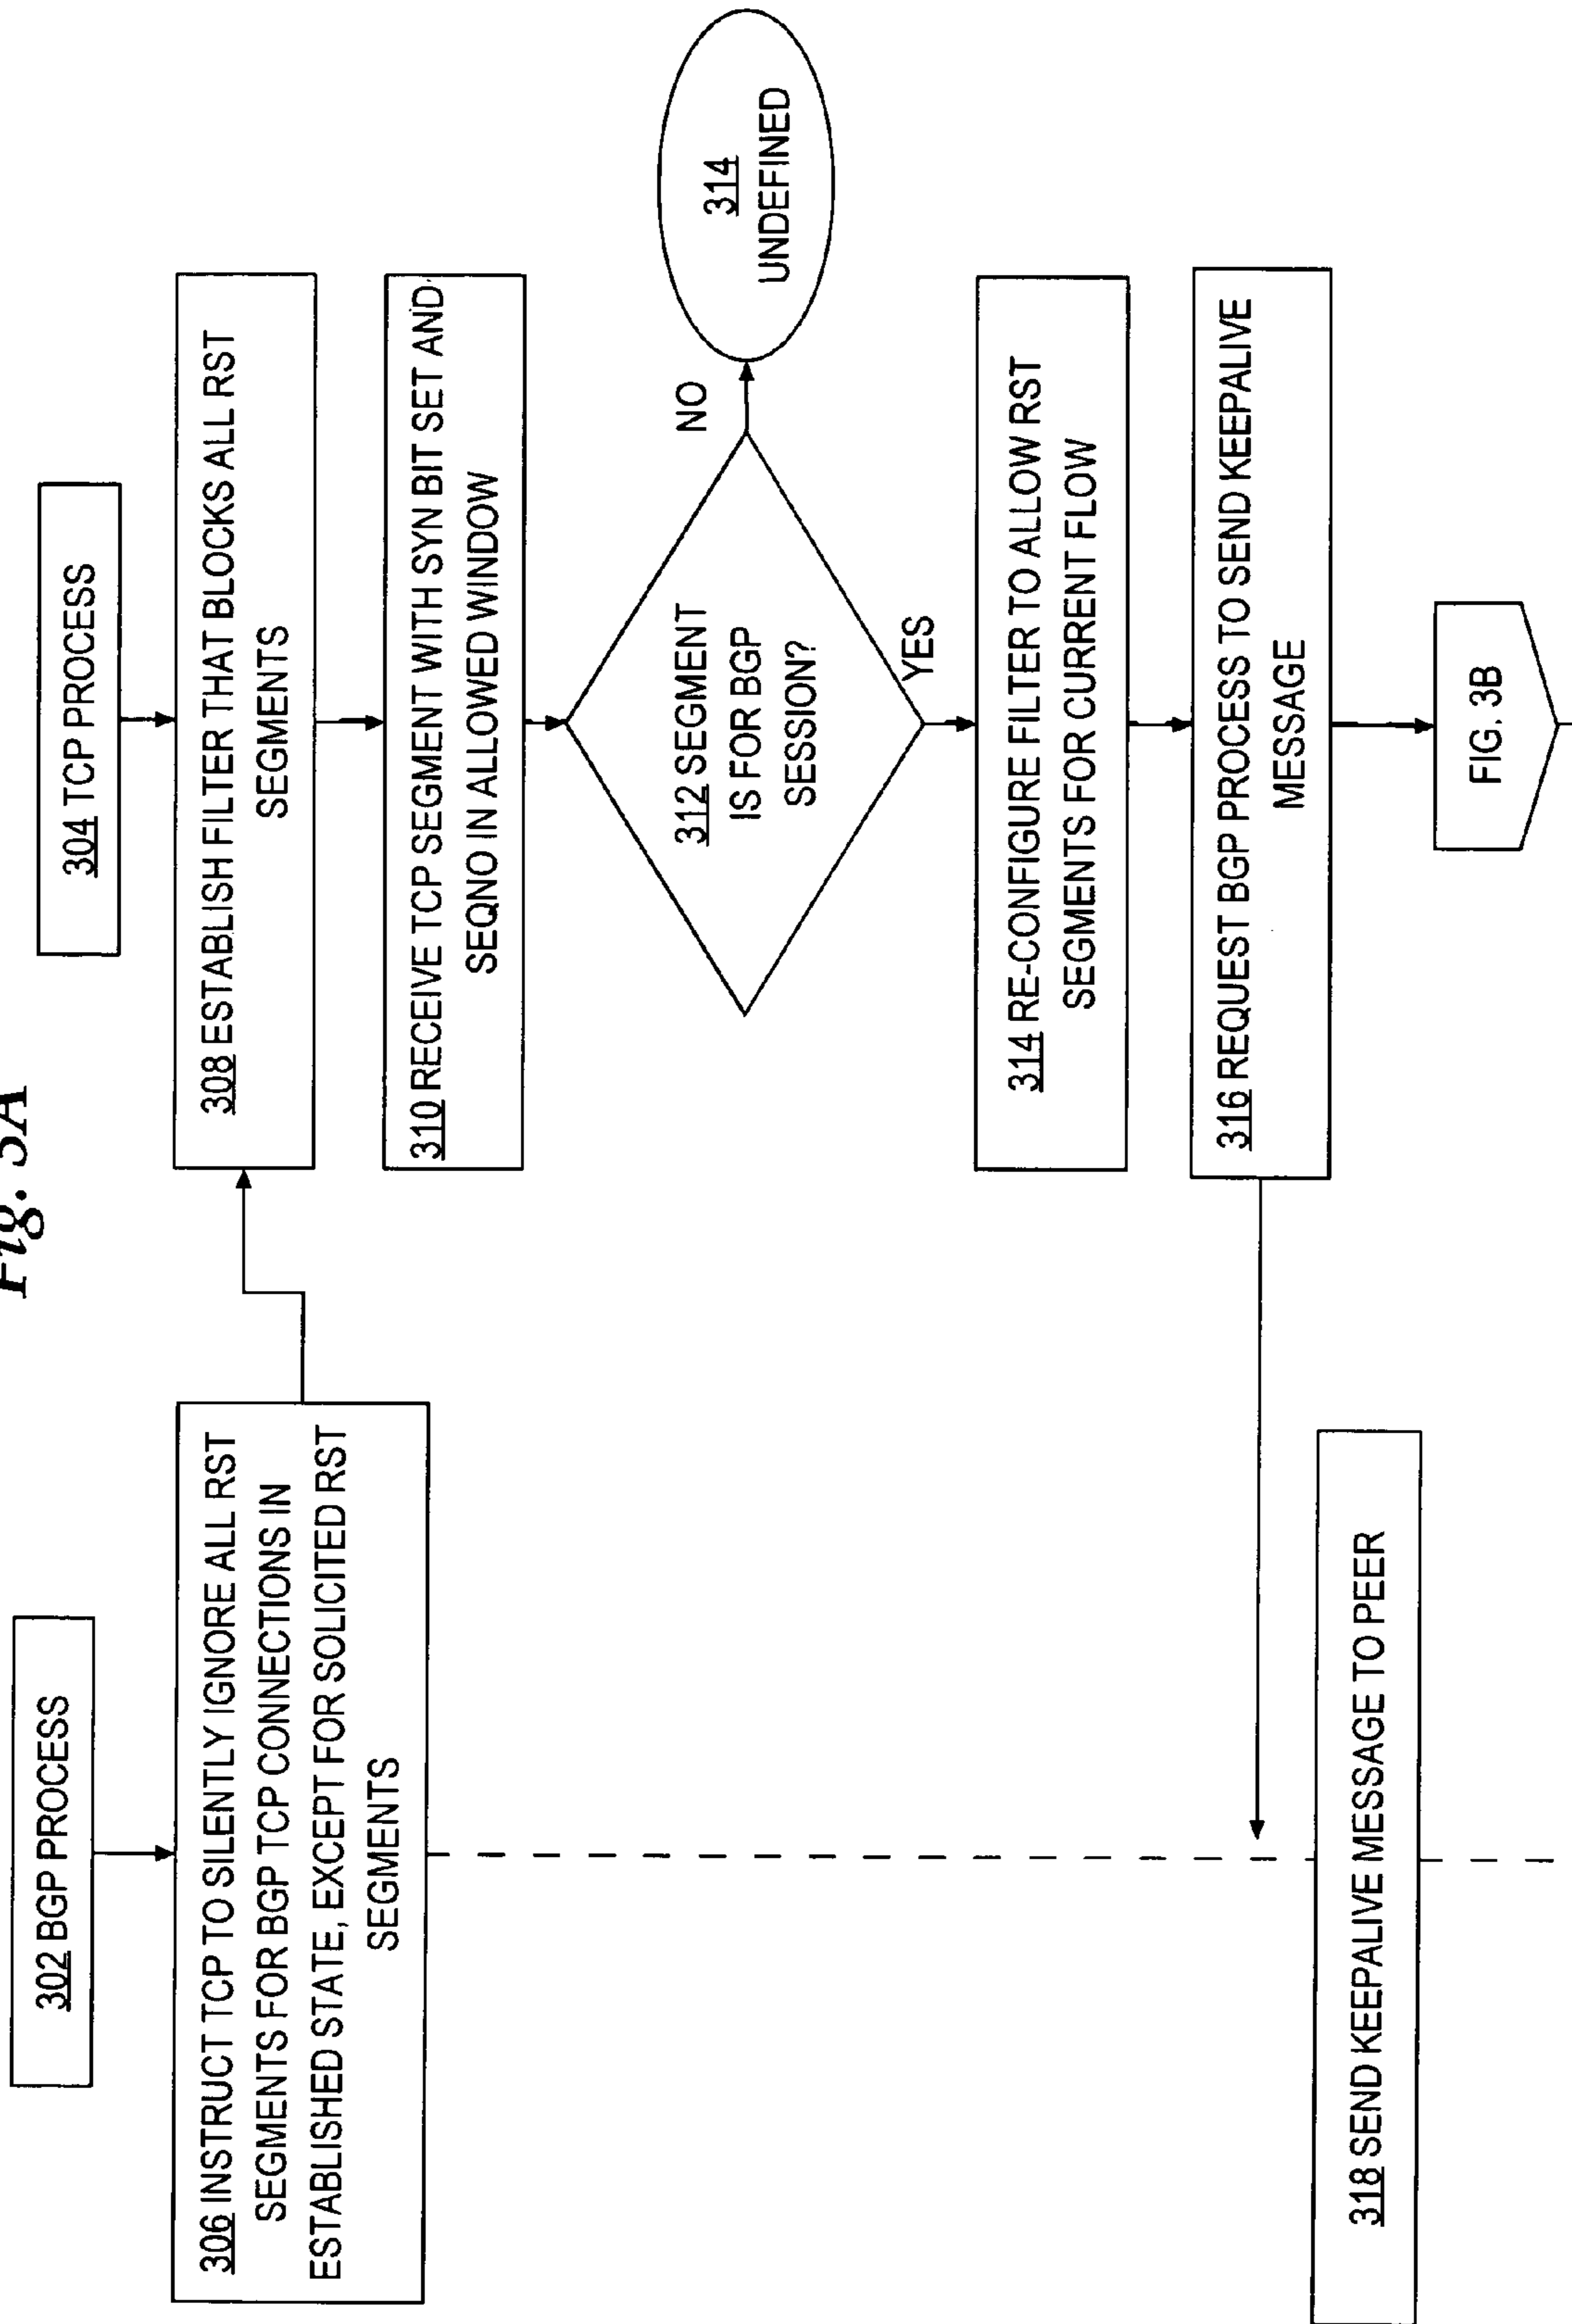 Fig. 3A
302 BGP PROCESS
306 INSTRUCT TCP TO SILENTLY IGNORE ALL RST
SEGMENTS FOR BGP TCP CONNECTIONS IN
ESTABLISHED STATE, EXCEPT FOR SOLICITED RST
SEGMENTS
304 TCP PROCESS
308 ESTABLISH FILTER THAT BLOCKS ALL RST
SEGMENTS
310 RECEIVE TCP SEGMENT WITH SYN BIT SET AND
SEQNO IN ALLOWED WINDOW
312 SEGMENT
IS FOR BGP
SESSION?
NO
314
UNDEFINED
YES
314 RE-CONFIGURE FILTER TO ALLOW RST
SEGMENTS FOR CURRENT FLOW
316 REQUEST BGP PROCESS TO SEND KEEPALIVE
MESSAGE
318 SEND KEEPALIVE MESSAGE TO PEER
FIG. 3B